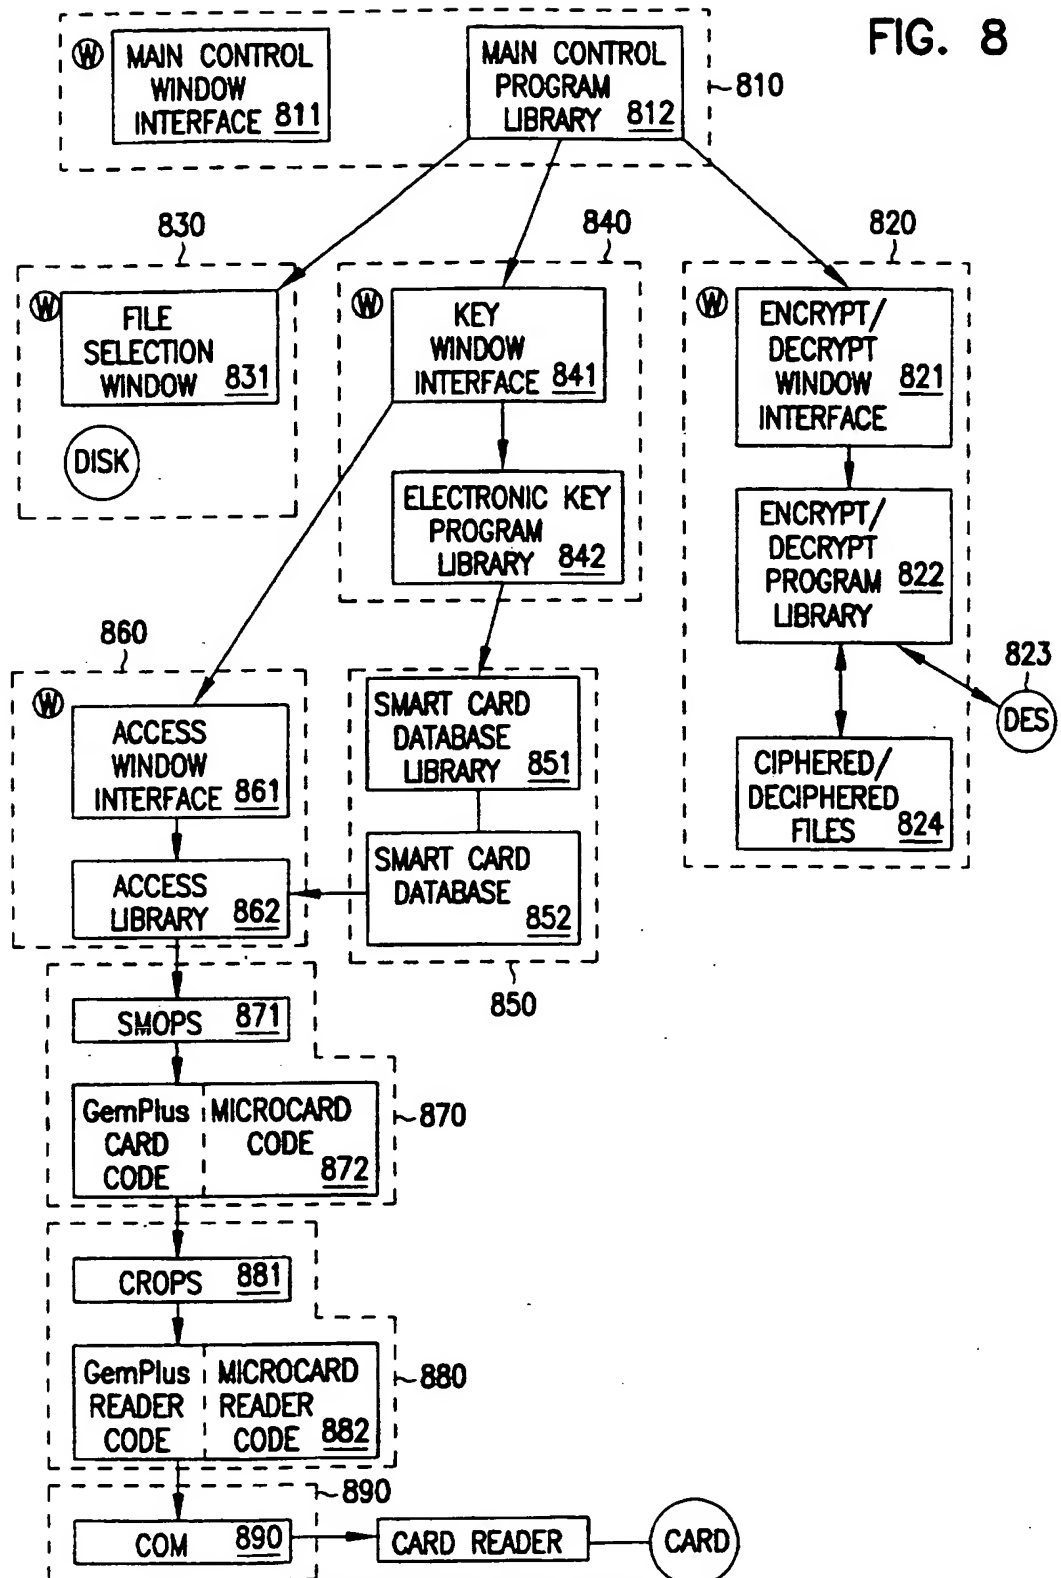 FIG. 8
W
MAIN CONTROL
WINDOW
INTERFACE 811
MAIN CONTROL
PROGRAM
LIBRARY 812
810
830
840
820
W
FILE
SELECTION
WINDOW 831
DISK
W
KEY
WINDOW
INTERFACE 841
ELECTRONIC KEY
PROGRAM
LIBRARY 842
W
ENCRYPT/
DECRYPT
WINDOW 821
INTERFACE
ENCRYPT/
DECRYPT
PROGRAM 822
LIBRARY
823
DES
CIPHERED/
DECIPHERED
FILES 824
860
W
ACCESS
WINDOW
INTERFACE 861
ACCESS
LIBRARY 862
SMART CARD
DATABASE
LIBRARY 851
SMART CARD
DATABASE
852
850
SMOPS 871
GemPlus
CARD
CODE
MICROCARD
CODE
872
870
CROPS 881
GemPlus
READER
CODE
MICROCARD
READER
CODE 882
880
890
COM 890
CARD READER
CARD